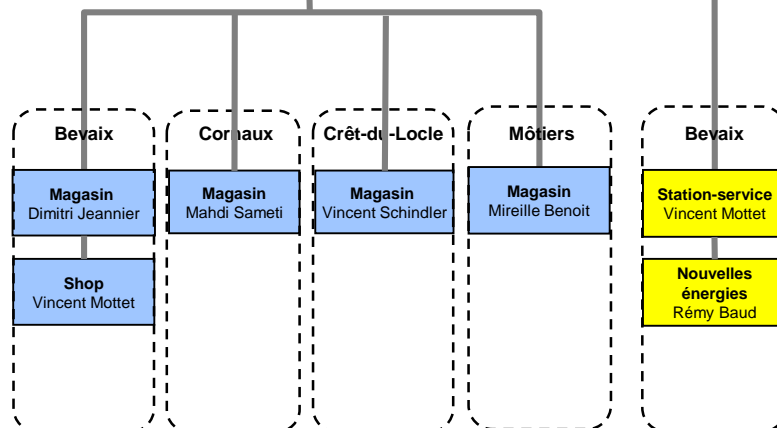 Bevaix
Cornaux
Crêt-du-Locle
Môtiers
Bevaix
Magasin
Dimitri Jeannier
Magasin
Mahdi Sameti
Magasin
Vincent Schindler
Magasin
Mireille Benoit
Station-service
Vincent Mottet
Shop
Vincent Mottet
Nouvelles
énergies
Rémy Baud